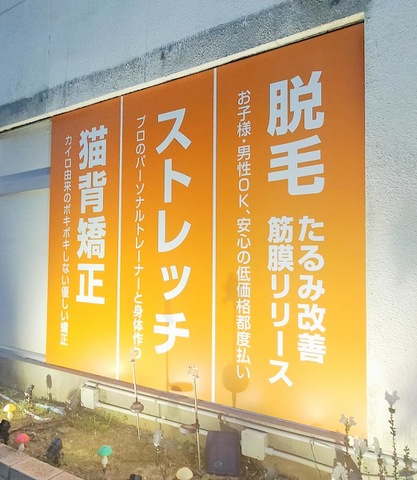 脱毛
たるみ改善
筋膜リリース
お子様・男性OK、安心の低価格都度払い
ストレッチ
プロのパーソナルトレーナーと身体作り
猫背矯正
カイロ由来のボキボキしない優しい矯正